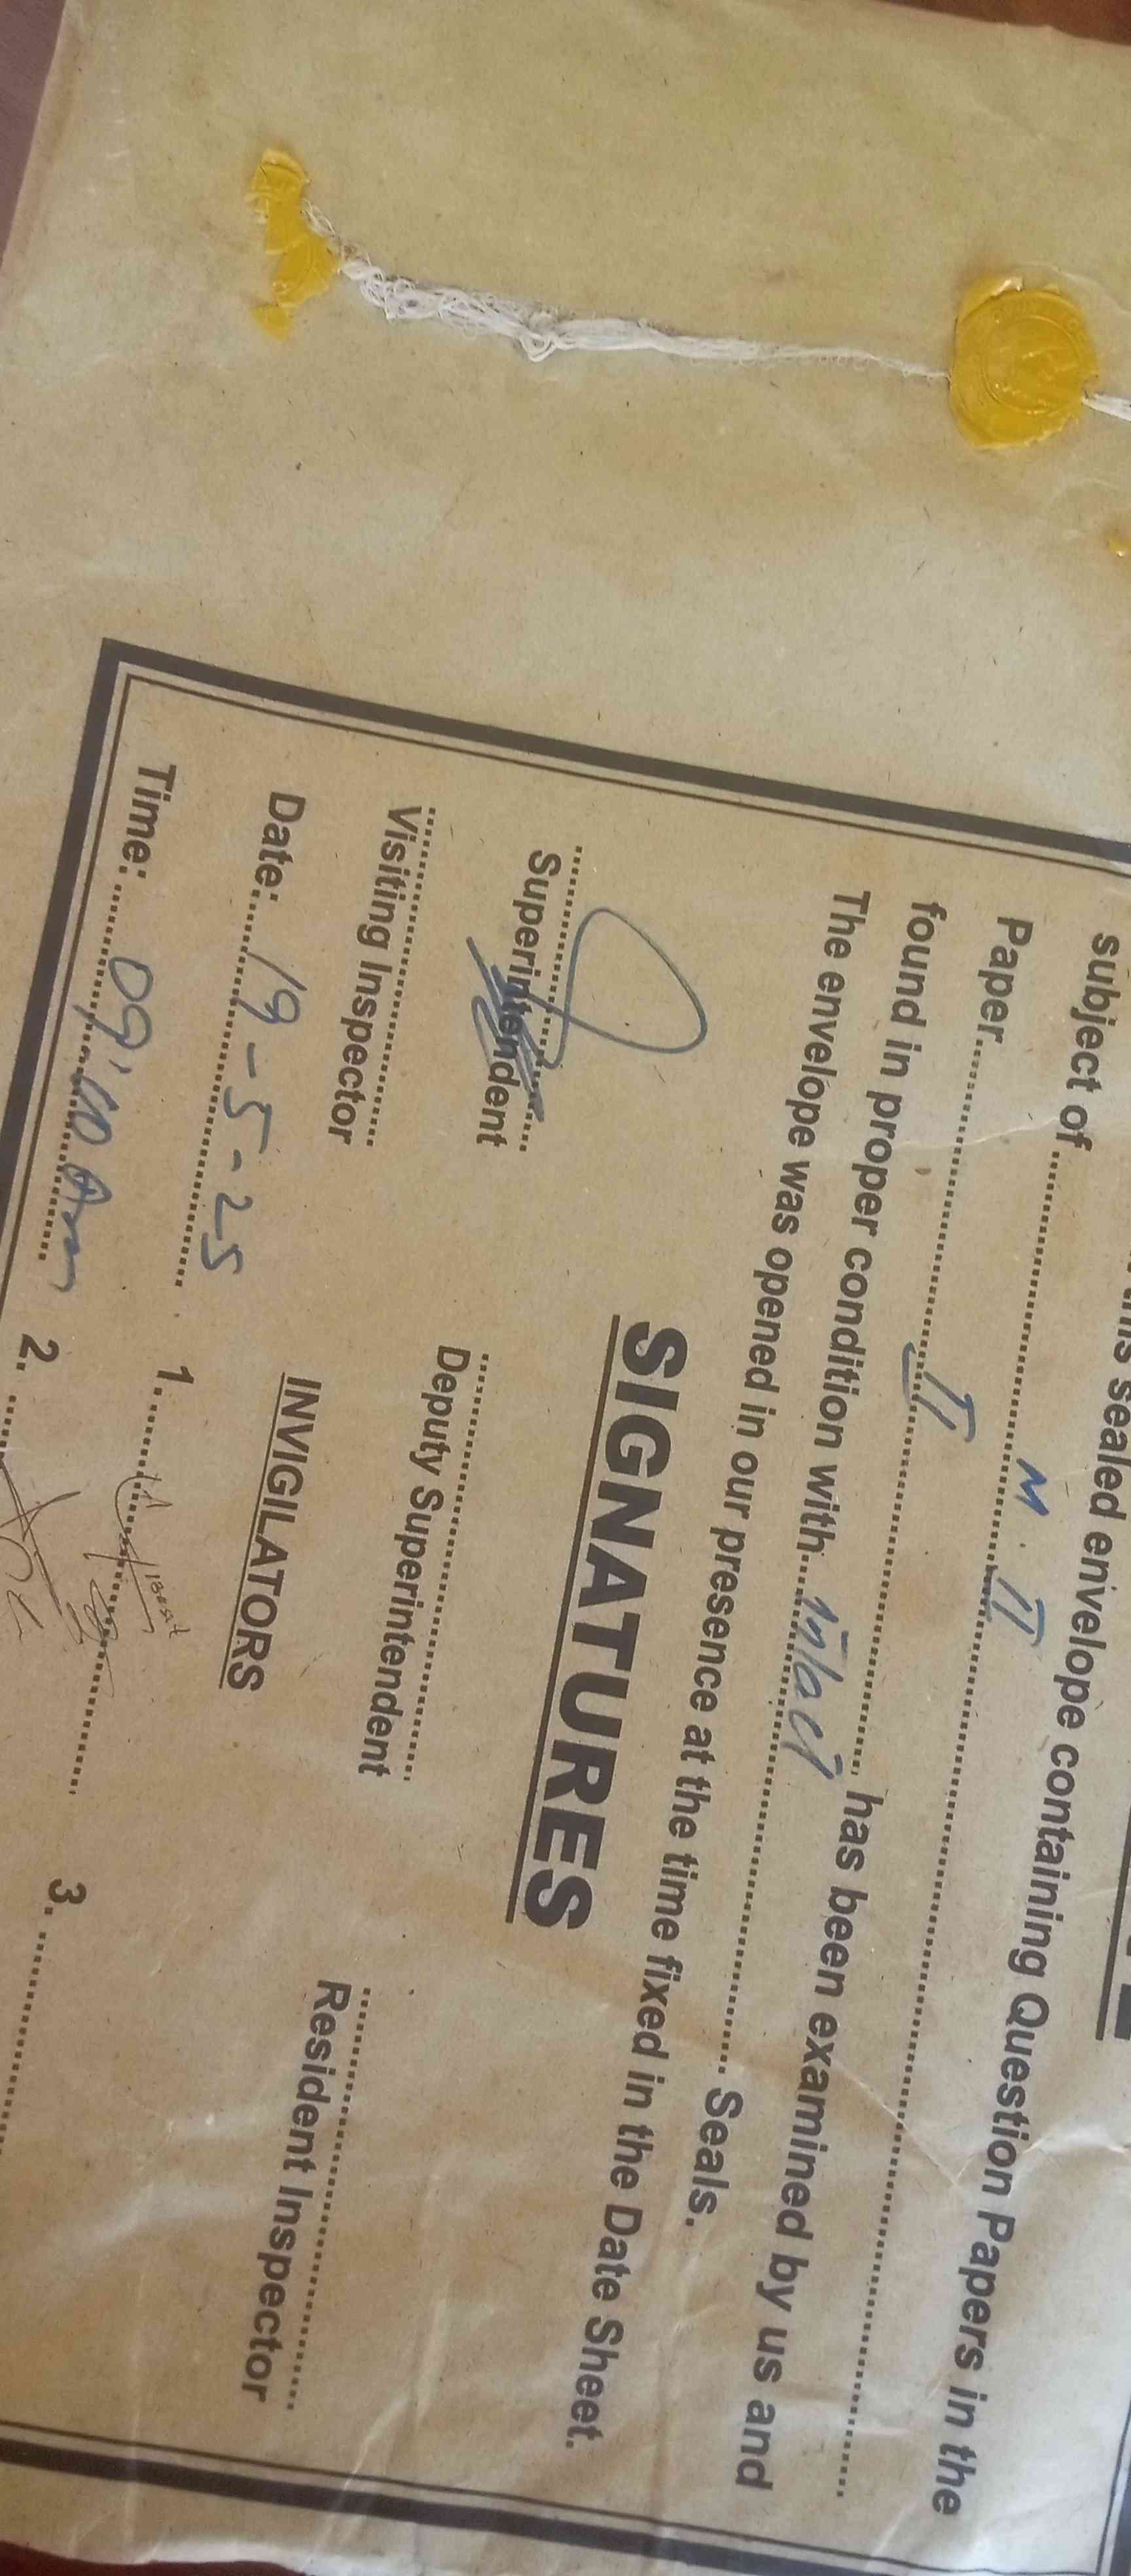 sealed envelope containing Question Papers in the
subject of.......... M. II ..........
Paper.......... II .........., has been examined by us and
found in proper condition with... intact .......... Seals.
The envelope was opened in our presence at the time fixed in the Date Sheet.
SIGNATURES
Superintendent
Deputy Superintendent
Resident Inspector
Visiting Inspector
INVIGILATORS
Date:... 19-5-25
1.
3.
Time:... 09:00 Am
2.